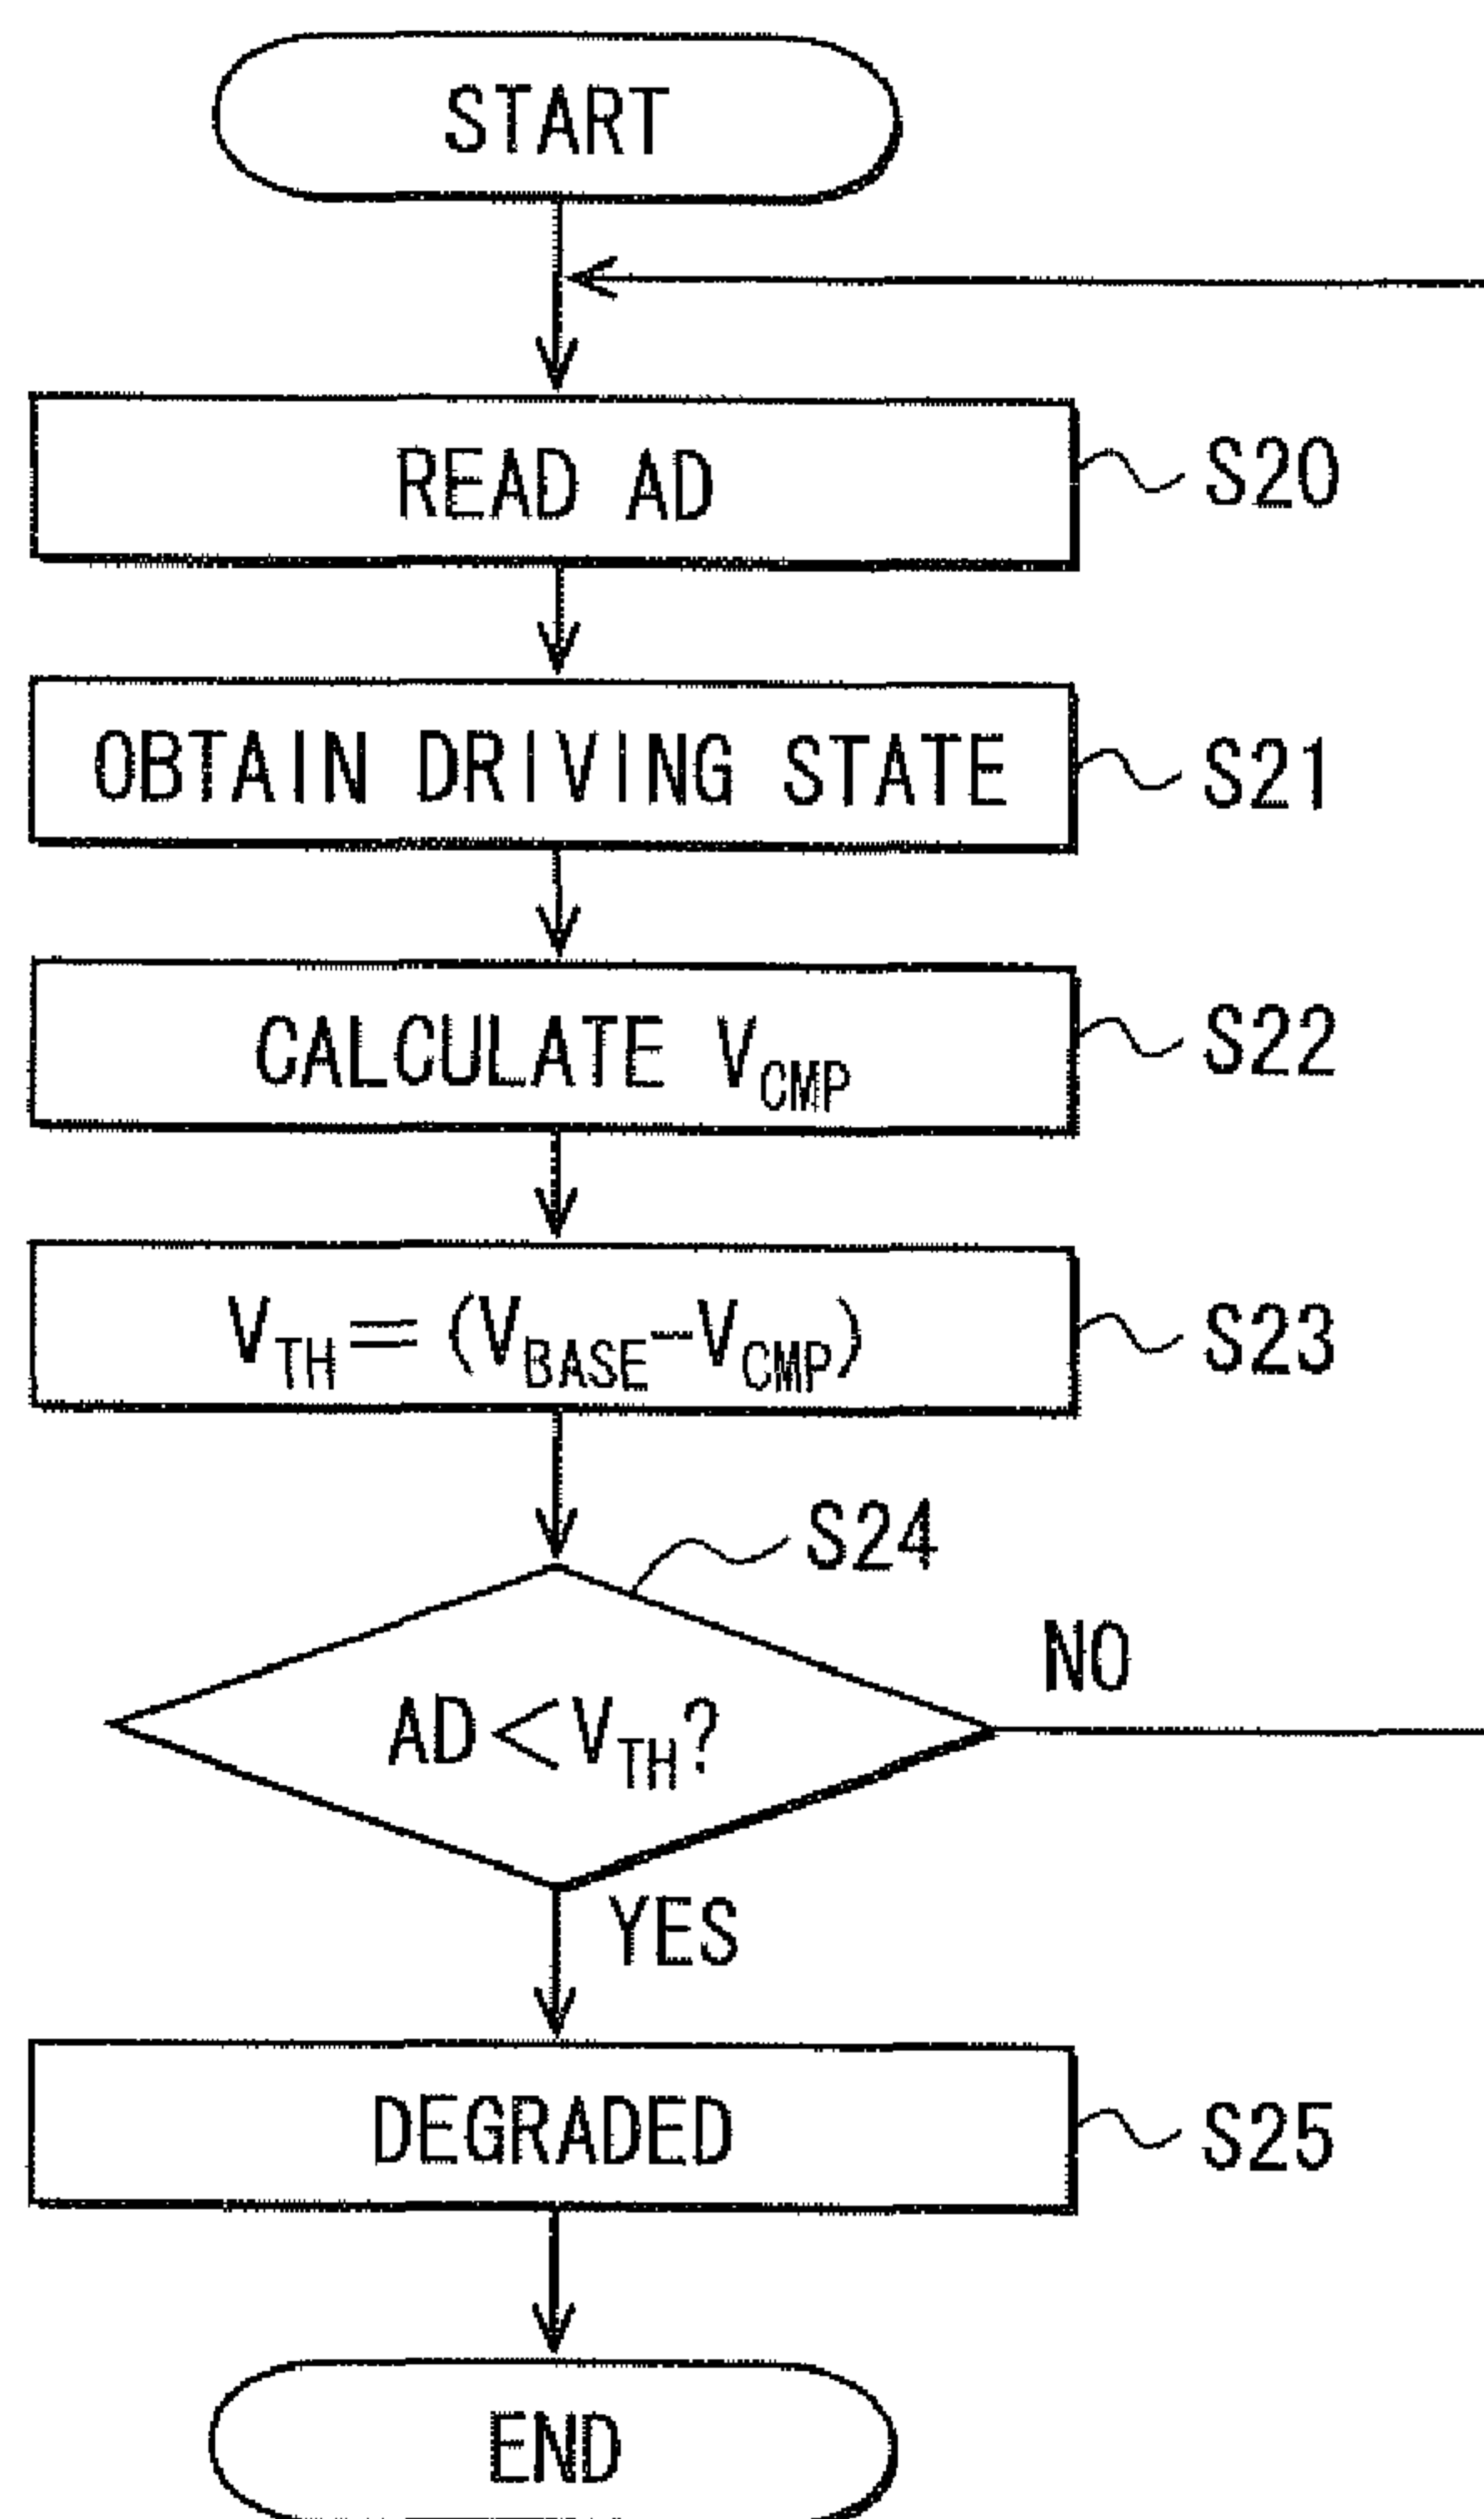 START
READ AD S20
OBTAIN DRIVING STATE S21
CALCULATE V_CMP S22
V_TH=(V_BASE-V_CMP) S23
S24
NO
AD<V_TH?
YES
DEGRADED S25
END